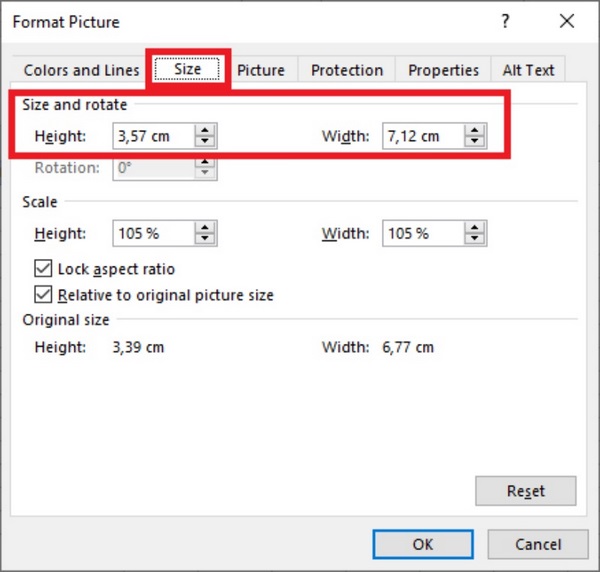 Format Picture ?
Colors and Lines Size Picture Protection Properties Alt Text
Size and rotate
Height: 3,57 cm Width: 7,12 cm
Rotation: 0°
Scale
Height: 105 % Width: 105 %
Lock aspect ratio
Relative to original picture size
Original size
Height: 3,39 cm Width: 6,77 cm
Reset
OK Cancel